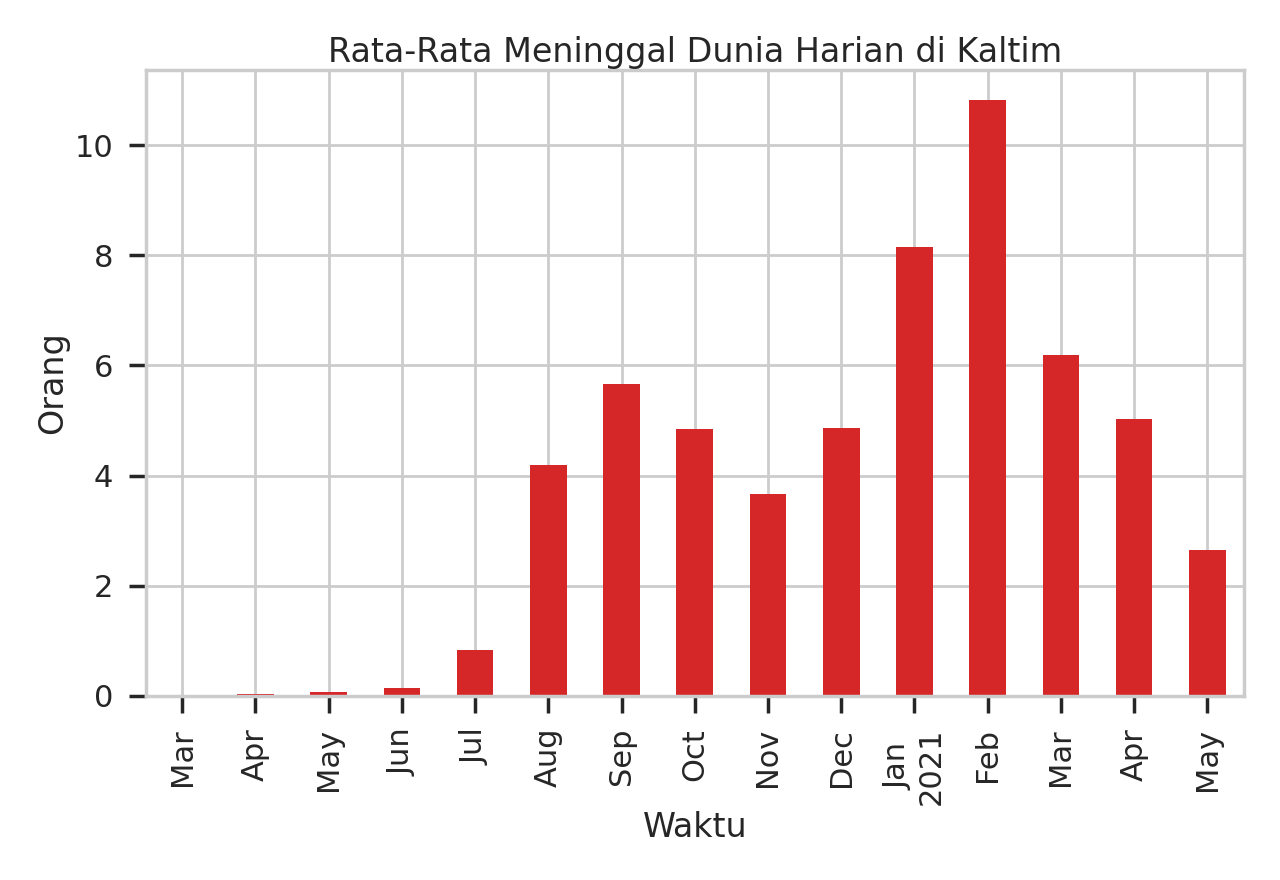 Rata-Rata Meninggal Dunia Harian di Kaltim
10
8
6
4
2
0
Orang
Mar
Apr
May
Jun
Jul
Aug
Sep
Oct
Nov
Dec
Jan
2021
Feb
Mar
Apr
May
Waktu